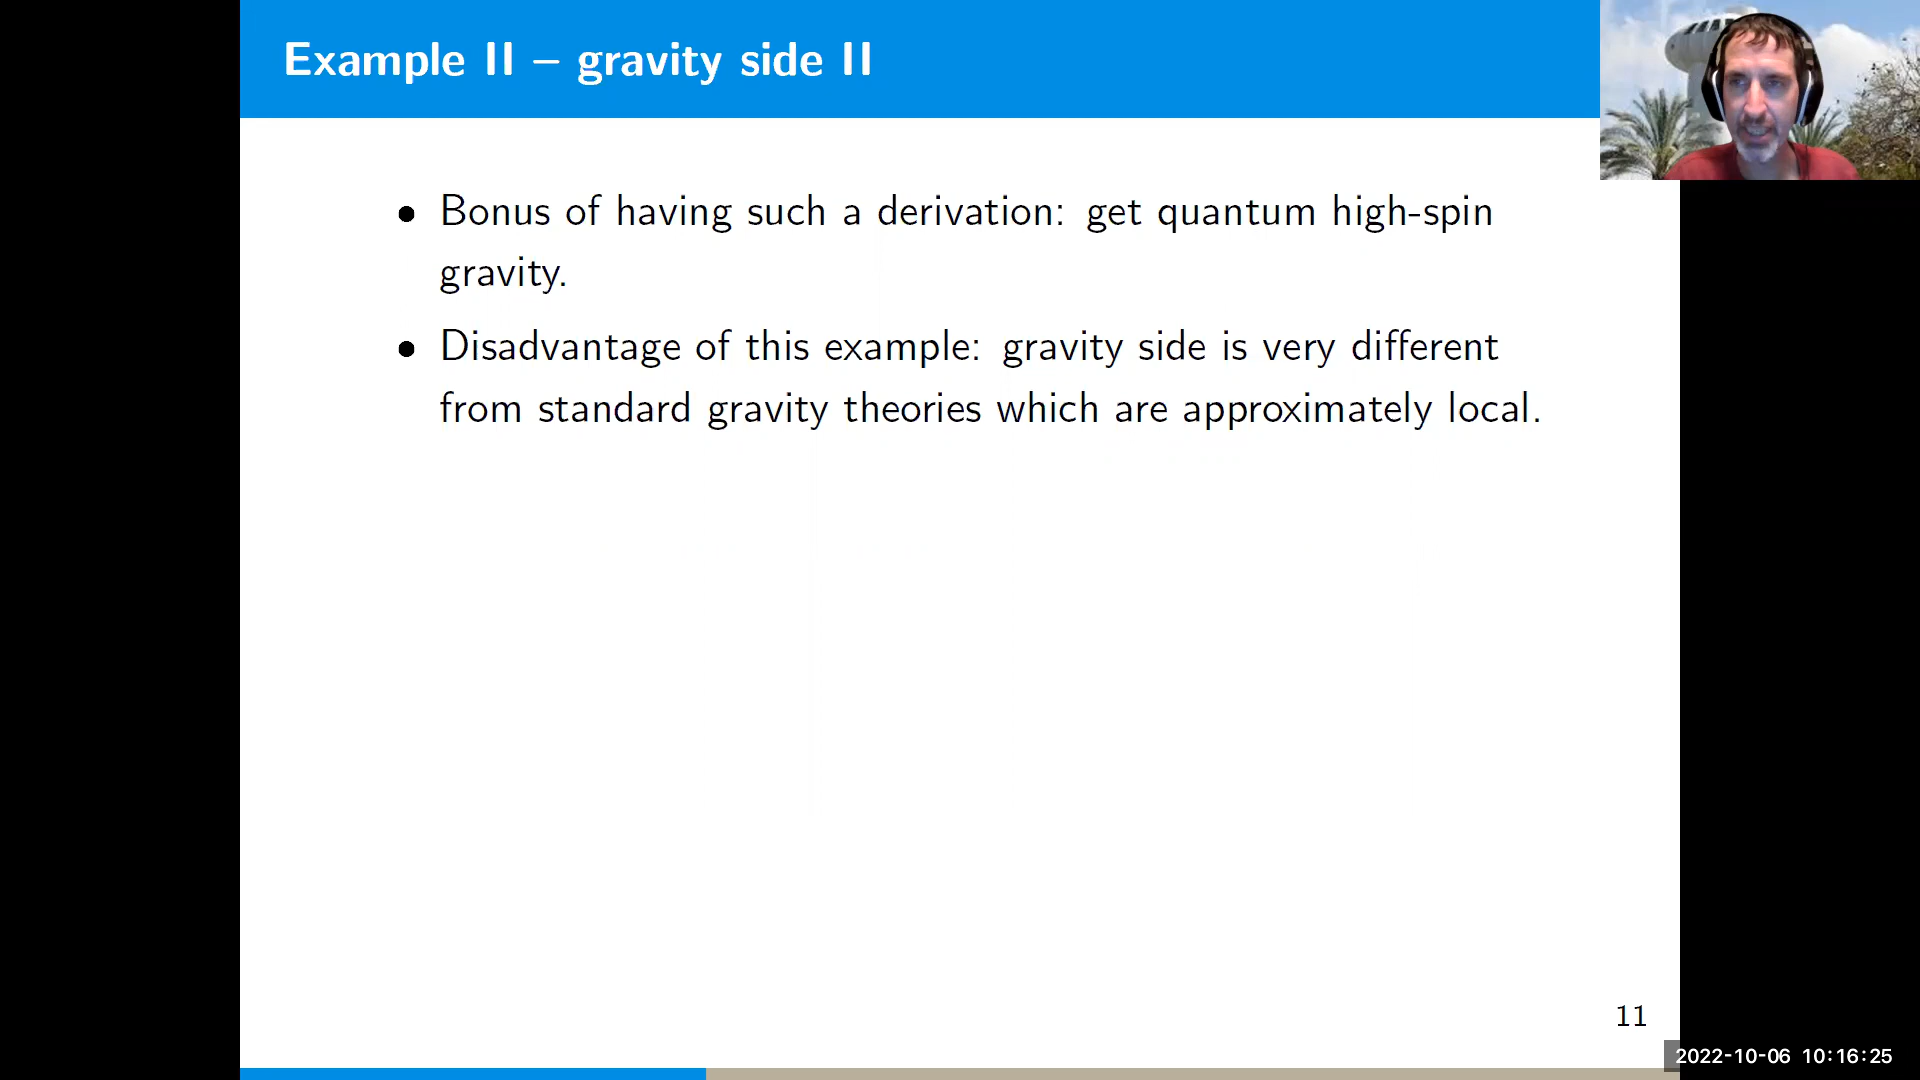 Example II – gravity side II
• Bonus of having such a derivation: get quantum high-spin
gravity.
• Disadvantage of this example: gravity side is very different
from standard gravity theories which are approximately local.
11
2022-10-06 10:16:25